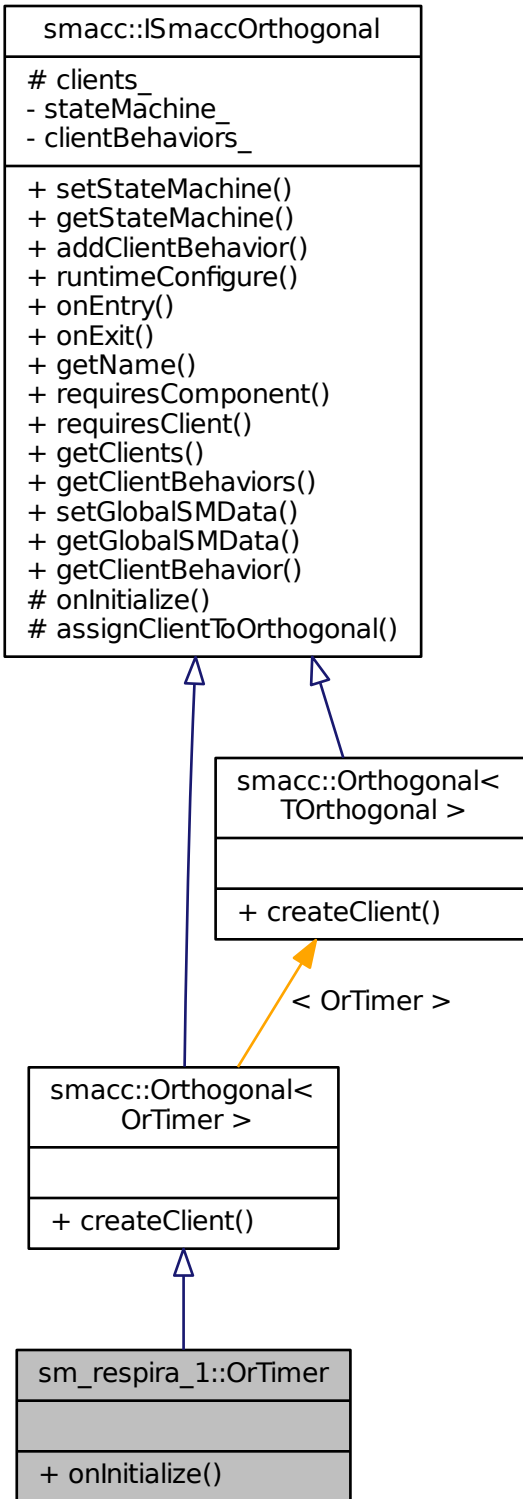 smacc::ISmaccOrthogonal
# clients_
- stateMachine_
- clientBehaviors_
+ setStateMachine()
+ getStateMachine()
+ addClientBehavior()
+ runtimeConfigure()
+ onEntry()
+ onExit()
+ getName()
+ requiresComponent()
+ requiresClient()
+ getClients()
+ getClientBehaviors()
+ setGlobalSMData()
+ getGlobalSMData()
+ getClientBehavior()
# onInitialize()
# assignClientToOrthogonal()
smacc::Orthogonal<
TOrthogonal >
+ createClient()
< OrTimer >
smacc::Orthogonal<
OrTimer >
+ createClient()
sm_respira_1::OrTimer
+ onInitialize()